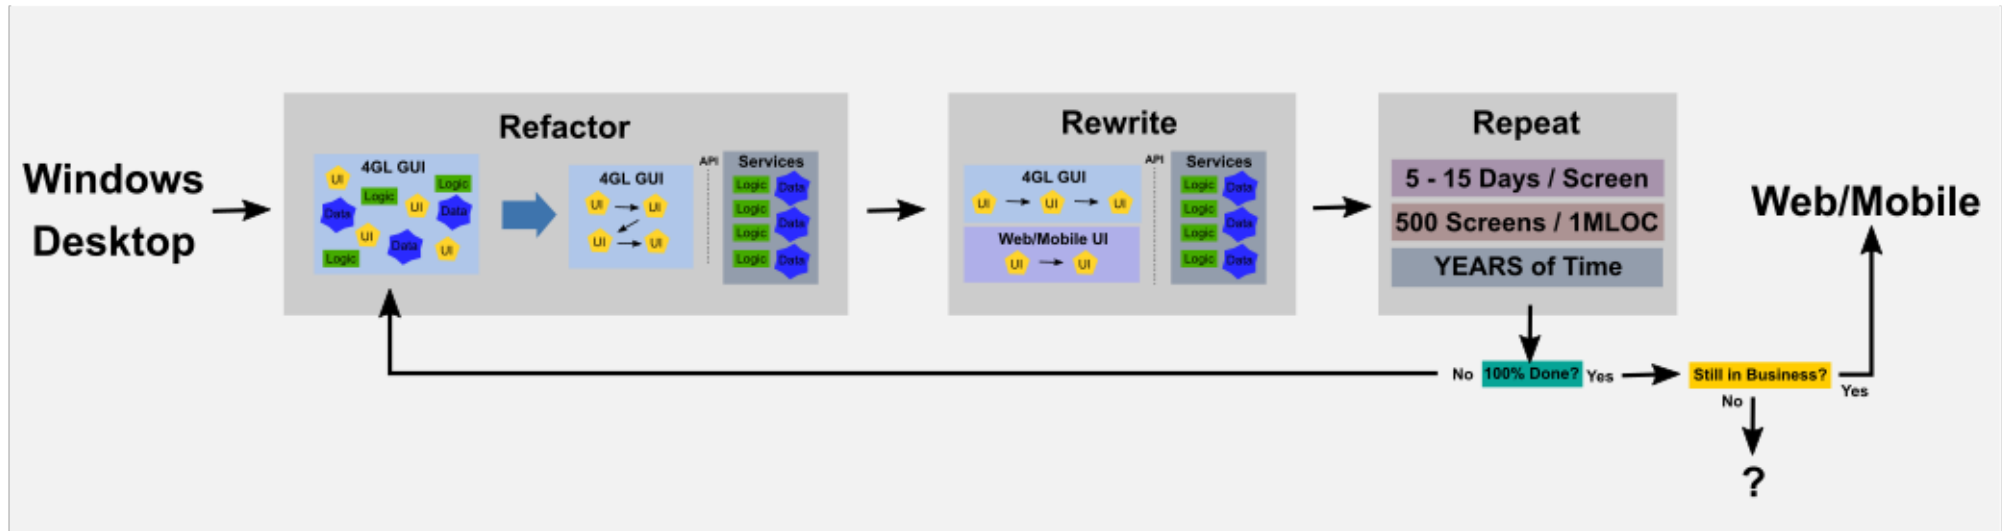 Windows
Desktop
Refactor
4GL GUI
UI
Logic
Logic
Data
UI
Data
UI
Data
UI
Logic
4GL GUI
UI
UI
UI
UI
API
Services
Logic
Data
Logic
Logic
Data
Logic
Data
Rewrite
4GL GUI
UI
UI
UI
Web/Mobile UI
UI
UI
API
Services
Logic
Data
Logic
Logic
Data
Logic
Data
Repeat
5 - 15 Days / Screen
500 Screens / 1MLOC
YEARS of Time
Web/Mobile
No
100% Done?
Yes
Still in Business?
Yes
No
?